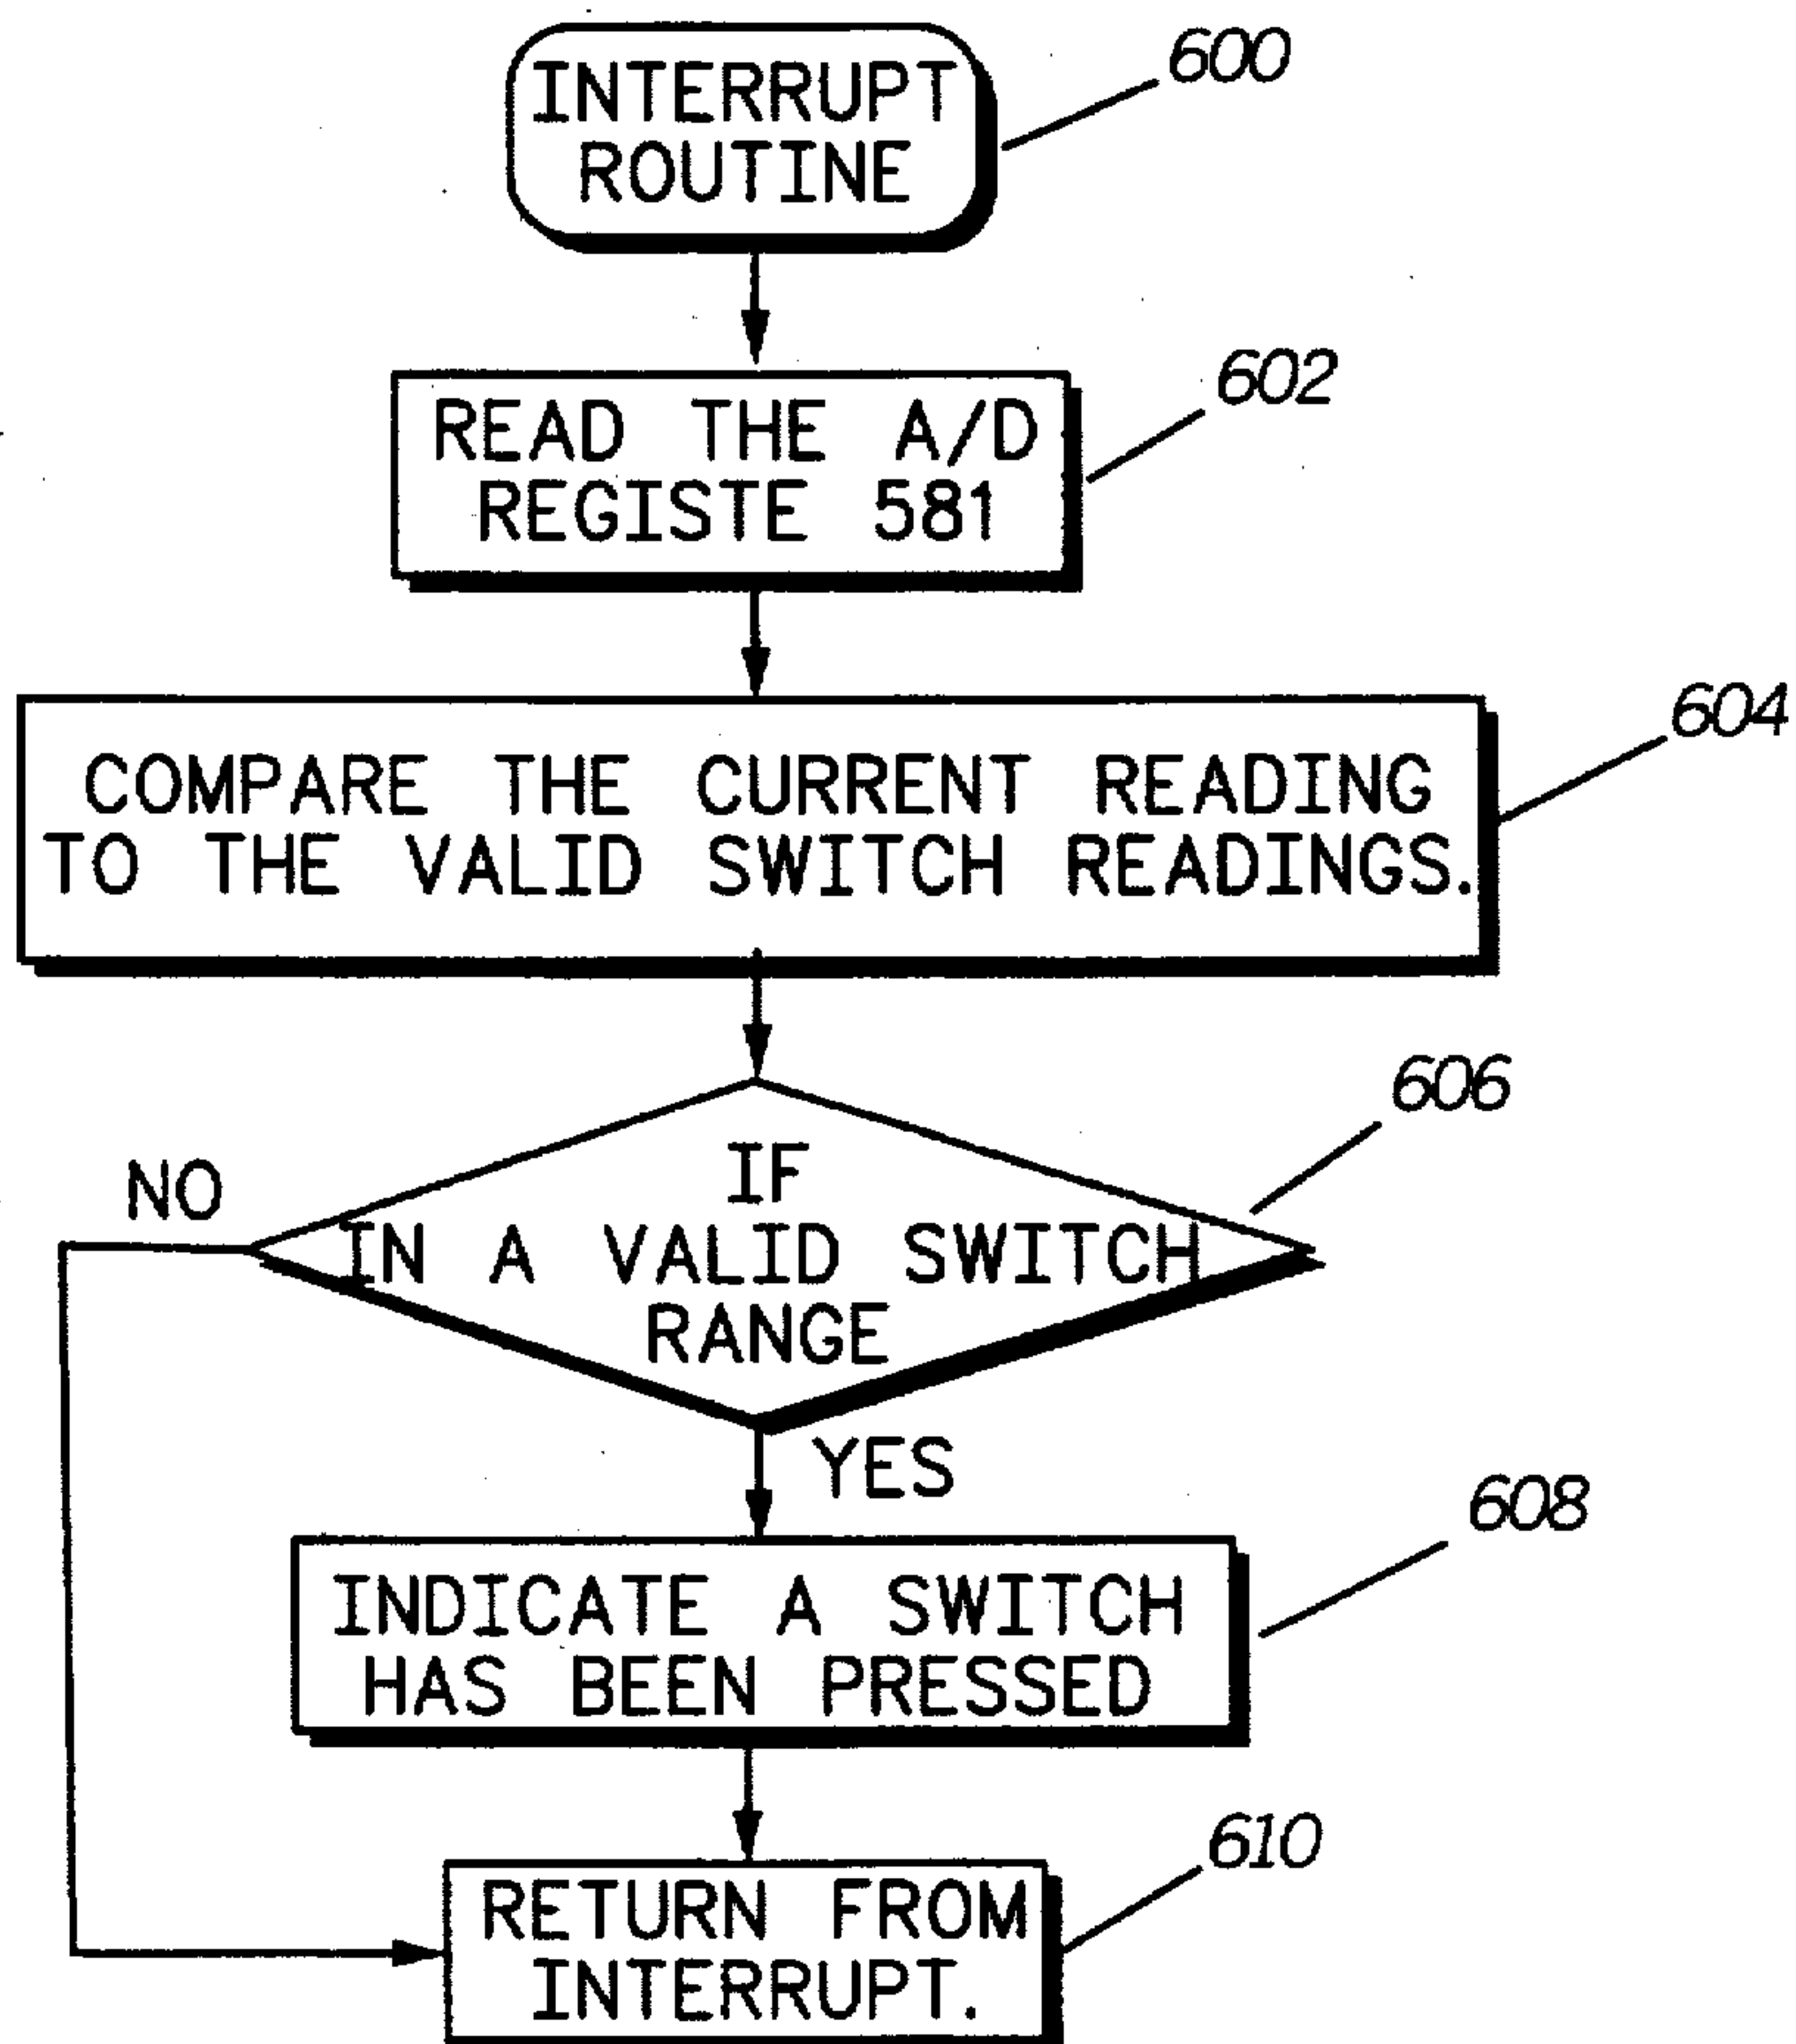 INTERRUPT
ROUTINE
600
READ THE A/D
REGISTE 581
602
COMPARE THE CURRENT READING
TO THE VALID SWITCH READINGS.
604
IF
IN A VALID SWITCH
RANGE
606
NO
YES
INDICATE A SWITCH
HAS BEEN PRESSED
608
RETURN FROM
INTERRUPT.
610